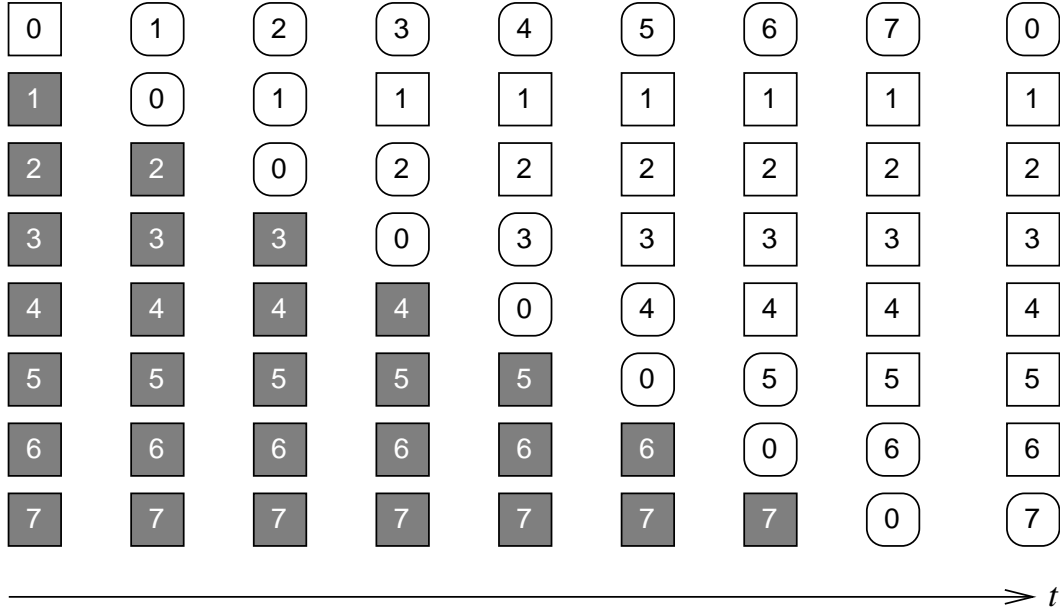 0 1 2 3 4 5 6 7 0
1 0 1 1 1 1 1 1 1
2 2 0 2 2 2 2 2 2
3 3 3 0 3 3 3 3 3
4 4 4 4 0 4 4 4 4
5 5 5 5 5 0 5 5 5
6 6 6 6 6 6 0 6 6
7 7 7 7 7 7 7 0 7
t